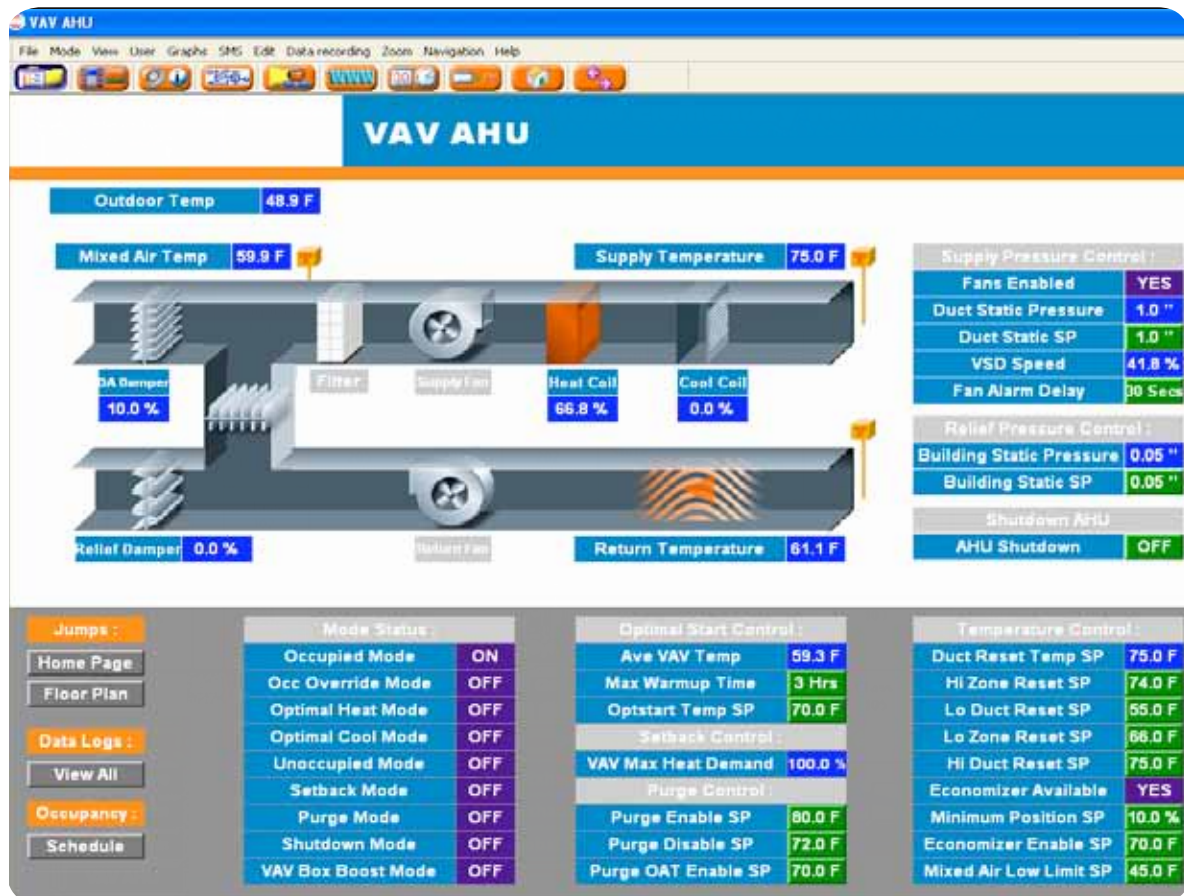 VAV AHU
File Mode View User Graphs SMS Edit Data recording Zoom Navigation Help
VAV AHU
Outdoor Temp 48.9 F
Mixed Air Temp 59.9 F
Supply Temperature 75.0 F
Supply Pressure Control :
Fans Enabled YES
Duct Static Pressure 1.0 "
Duct Static SP 1.0 "
VSD Speed 41.8 %
Fan Alarm Delay 30 Secs
OA Damper
10.0 %
Filter
Supply Fan
Heat Coil
66.8 %
Cool Coil
0.0 %
Relief Pressure Control :
Building Static Pressure 0.05 "
Building Static SP 0.05 "
Shutdown AHU
AHU Shutdown OFF
Relief Damper 0.0 %
Return Fan
Return Temperature 61.1 F
Jumps :
Home Page
Floor Plan
Data Logs :
View All
Occupancy :
Schedule
Mode Status :
Occupied Mode ON
Occ Override Mode OFF
Optimal Heat Mode OFF
Optimal Cool Mode OFF
Unoccupied Mode OFF
Setback Mode OFF
Purge Mode OFF
Shutdown Mode OFF
VAV Box Boost Mode OFF
Optimal Start Control :
Ave VAV Temp 59.3 F
Max Warmup Time 3 Hrs
Optstart Temp SP 70.0 F
Setback Control :
VAV Max Heat Demand 100.0 %
Purge Control :
Purge Enable SP 80.0 F
Purge Disable SP 72.0 F
Purge OAT Enable SP 70.0 F
Temperature Control :
Duct Reset Temp SP 75.0 F
Hi Zone Reset SP 74.0 F
Lo Duct Reset SP 55.0 F
Lo Zone Reset SP 66.0 F
Hi Duct Reset SP 75.0 F
Economizer Available YES
Minimum Position SP 10.0 %
Economizer Enable SP 70.0 F
Mixed Air Low Limit SP 45.0 F